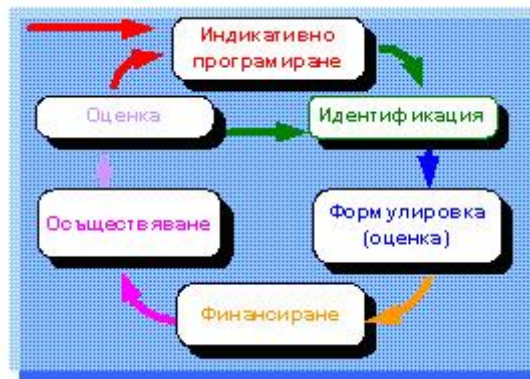 Индикативно
програмиране
Оценка
Идентификация
Осъществяване
Формулировка
(оценка)
Финансиране